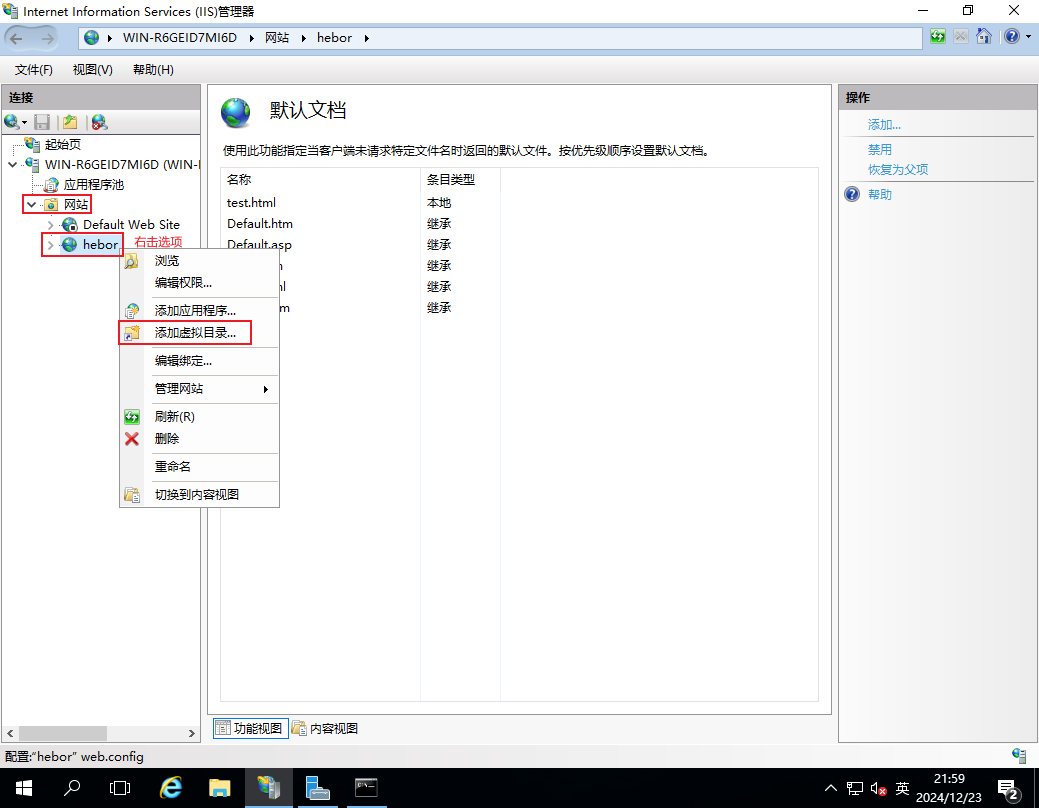 Internet Information Services (IIS)管理器
WIN-R6GEID7MI6D 网站 hebor
文件(F) 视图(V) 帮助(H)
连接
起始页
WIN-R6GEID7MI6D (WIN-I
应用程序池
网站
Default Web Site
hebor
右击选项
浏览
编辑权限...
添加应用程序...
添加虚拟目录...
编辑绑定...
管理网站
刷新(R)
删除
重命名
切换到内容视图
默认文档
使用此功能指定当客户端未请求特定文件名时返回的默认文件。按优先级顺序设置默认文档。
名称 条目类型
test.html 本地
Default.htm 继承
Default.asp 继承
继承
继承
继承
功能视图 内容视图
操作
添加...
禁用
恢复为父项
帮助
配置:“hebor” web.config
英
21:59
2024/12/23
2